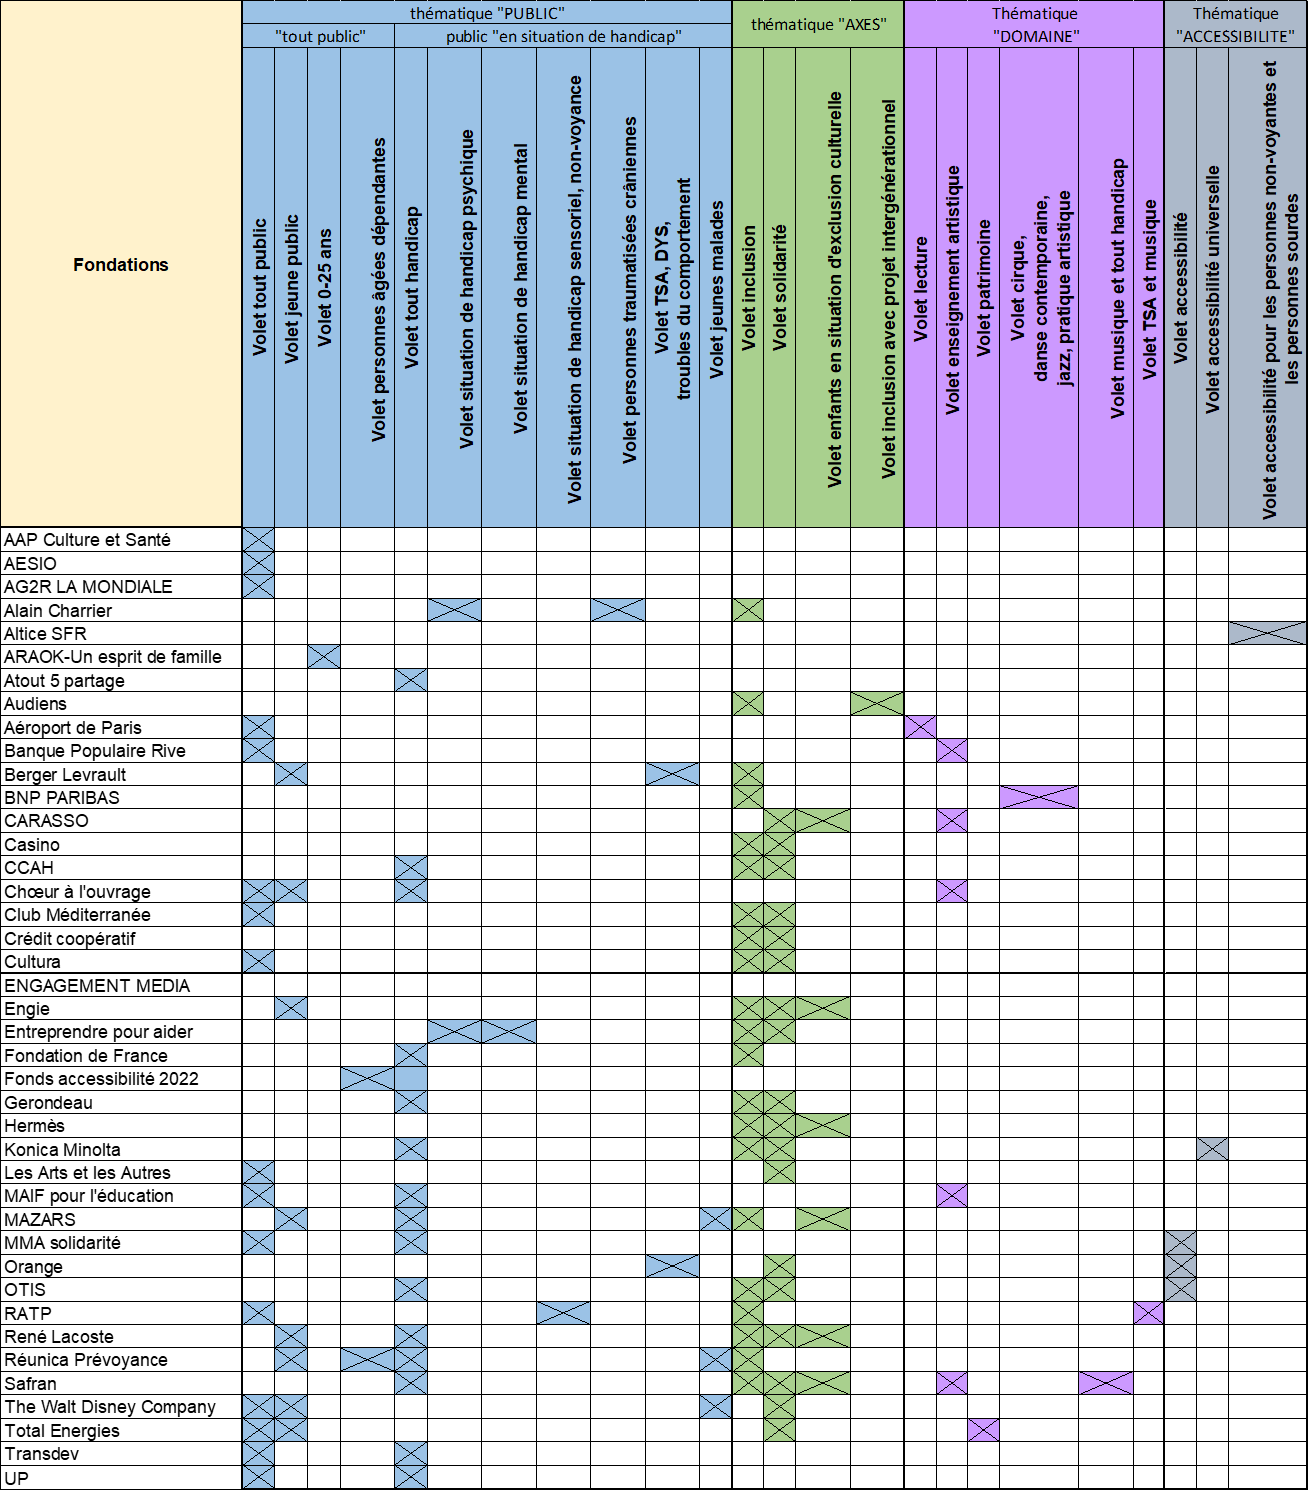 thématique "PUBLIC"
thématique "AXES"
Thématique
"DOMAINE"
Thématique
"ACCESSIBILITE"
"tout public"
public "en situation de handicap"
Fondations
Volet tout public
Volet jeune public
Volet 0-25 ans
Volet personnes âgées dépendantes
Volet tout handicap
Volet situation de handicap psychique
Volet situation de handicap mental
Volet situation de handicap sensoriel, non-voyance
Volet personnes traumatisées crâniennes
Volet TSA, DYS,
troubles du comportement
Volet jeunes malades
Volet inclusion
Volet solidarité
Volet enfants en situation d'exclusion culturelle
Volet inclusion avec projet intergénérationnel
Volet lecture
Volet enseignement artistique
Volet patrimoine
Volet cirque,
danse contemporaine,
jazz, pratique artistique
Volet musique et tout handicap
Volet TSA et musique
Volet accessibilité
Volet accessibilité universelle
Volet accessibilité pour les personnes non-voyantes et
les personnes sourdes
AAP Culture et Santé
AESIO
AG2R LA MONDIALE
Alain Charrier
Altice SFR
ARAOK-Un esprit de famille
Atout 5 partage
Audiens
Aéroport de Paris
Banque Populaire Rive
Berger Levrault
BNP PARIBAS
CARASSO
Casino
CCAH
Chœur à l'ouvrage
Club Méditerranée
Crédit coopératif
Cultura
ENGAGEMENT MEDIA
Engie
Entreprendre pour aider
Fondation de France
Fonds accessibilité 2022
Gerondeau
Hermès
Konica Minolta
Les Arts et les Autres
MAIF pour l'éducation
MAZARS
MMA solidarité
Orange
OTIS
RATP
René Lacoste
Réunica Prévoyance
Safran
The Walt Disney Company
Total Energies
Transdev
UP